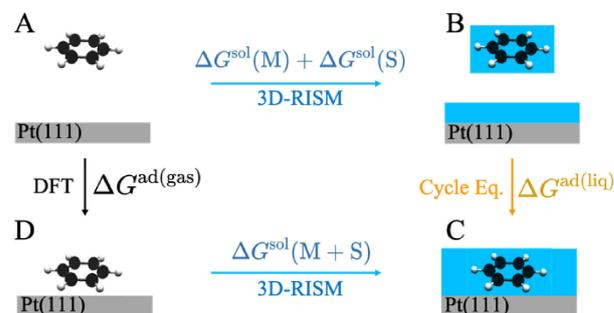 A
B
ΔG^sol(M) + ΔG^sol(S)
3D-RISM
Pt(111)
Pt(111)
DFT
ΔG^ad(gas)
Cycle Eq.
ΔG^ad(liq)
D
C
ΔG^sol(M + S)
3D-RISM
Pt(111)
Pt(111)